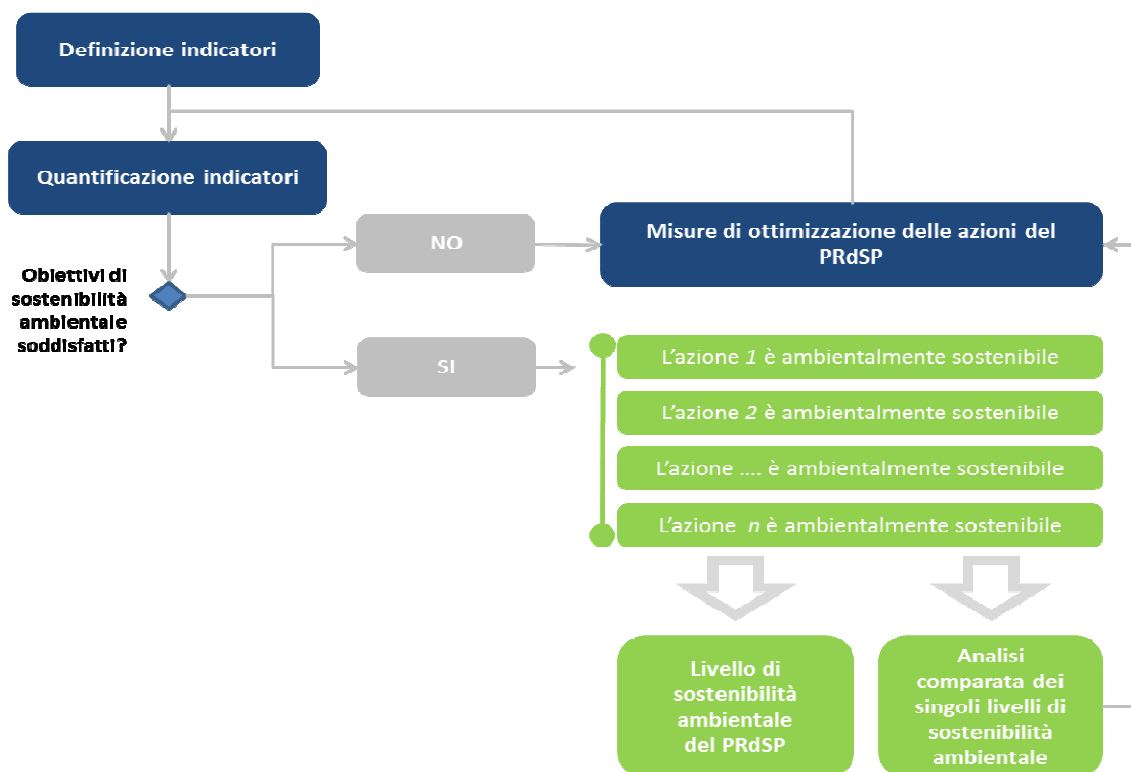 Definizione indicatori
Quantificazione indicatori
Obiettivi di
sostenibilità
ambientale
soddisfatti?
NO
Misure di ottimizzazione delle azioni del
PRdSP
SI
L'azione 1 è ambientalmente sostenibile
L'azione 2 è ambientalmente sostenibile
L'azione .... è ambientalmente sostenibile
L'azione n è ambientalmente sostenibile
Livello di
sostenibilità
ambientale
del PRdSP
Analisi
comparata dei
singoli livelli di
sostenibilità
ambientale